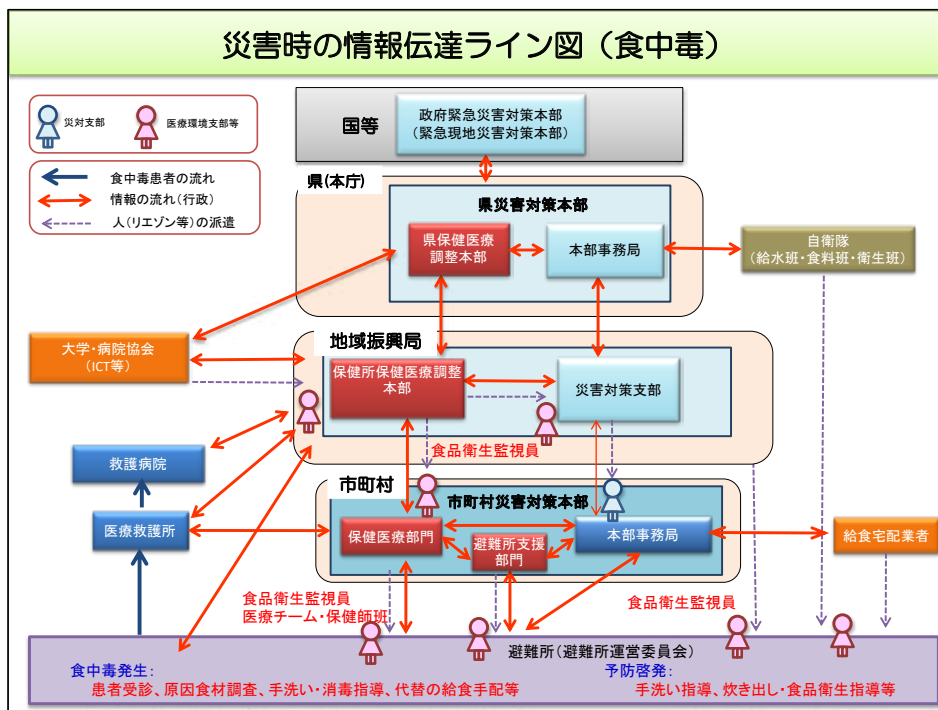 災害時の情報伝達ライン図（食中毒）
災対支部
医療環境支部等
食中毒患者の流れ
情報の流れ(行政)
人(リエゾン等)の派遣
国等
政府緊急災害対策本部
（緊急現地災害対策本部）
県(本庁)
県災害対策本部
県保健医療
調整本部
本部事務局
自衛隊
（給水班・食料班・衛生班）
大学・病院協会
（ICT等）
地域振興局
保健所保健医療調整
本部
災害対策支部
食品衛生監視員
救護病院
医療救護所
市町村
市町村災害対策本部
保健医療部門
避難所支援
部門
本部事務局
給食宅配業者
食品衛生監視員
医療チーム・保健師班
食品衛生監視員
避難所（避難所運営委員会）
食中毒発生：
患者受診、原因食材調査、手洗い・消毒指導、代替の給食手配等
予防啓発：
手洗い指導、炊き出し・食品衛生指導等